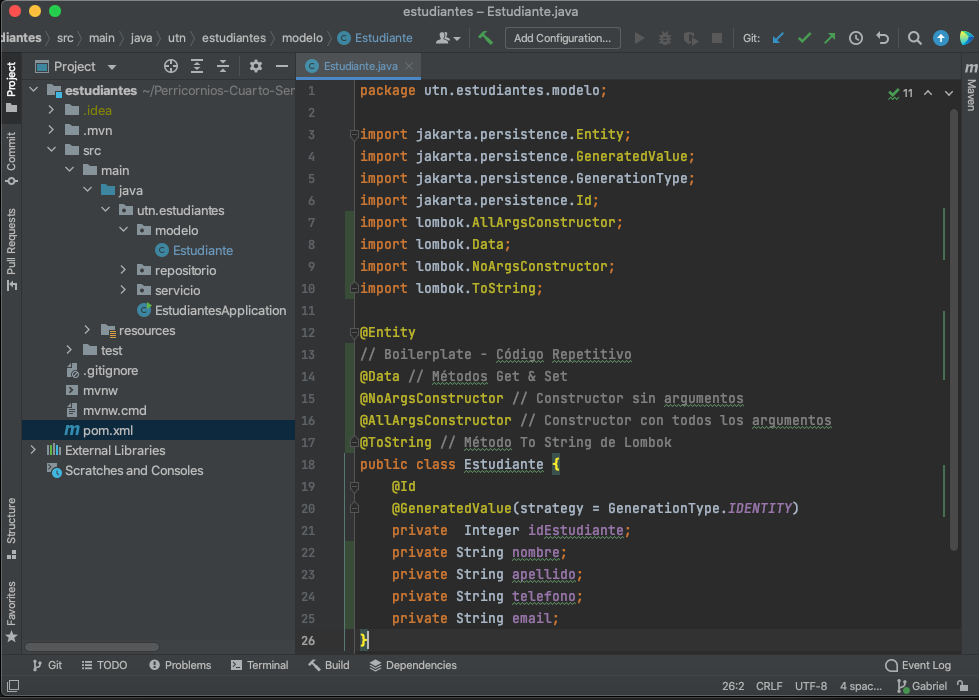 estudiantes – Estudiante.java
diantes src main java utn estudiantes modelo Estudiante Add Configuration... Git:
Project
Estudiante.java
estudiantes ~/Perricornios-Cuarto-Ser
.idea
.mvn
src
main
java
utn.estudiantes
modelo
Estudiante
repositorio
servicio
EstudiantesApplication
resources
test
.gitignore
mvnw
mvnw.cmd
pom.xml
External Libraries
Scratches and Consoles
Project
Commit
Pull Requests
Structure
Favorites
1 package utn.estudiantes.modelo;
2
3 import jakarta.persistence.Entity;
4 import jakarta.persistence.GeneratedValue;
5 import jakarta.persistence.GenerationType;
6 import jakarta.persistence.Id;
7 import lombok.AllArgsConstructor;
8 import lombok.Data;
9 import lombok.NoArgsConstructor;
10 import lombok.ToString;
11
12 @Entity
13 // Boilerplate - Código Repetitivo
14 @Data // Métodos Get & Set
15 @NoArgsConstructor // Constructor sin argumentos
16 @AllArgsConstructor // Constructor con todos los argumentos
17 @ToString // Método To String de Lombok
18 public class Estudiante {
19 @Id
20 @GeneratedValue(strategy = GenerationType.IDENTITY)
21 private  Integer idEstudiante;
22 private String nombre;
23 private String apellido;
24 private String telefono;
25 private String email;
26 }
11
m
Maven
Git TODO Problems Terminal Build Dependencies Event Log
26:2 CRLF UTF-8 4 spac... Gabriel